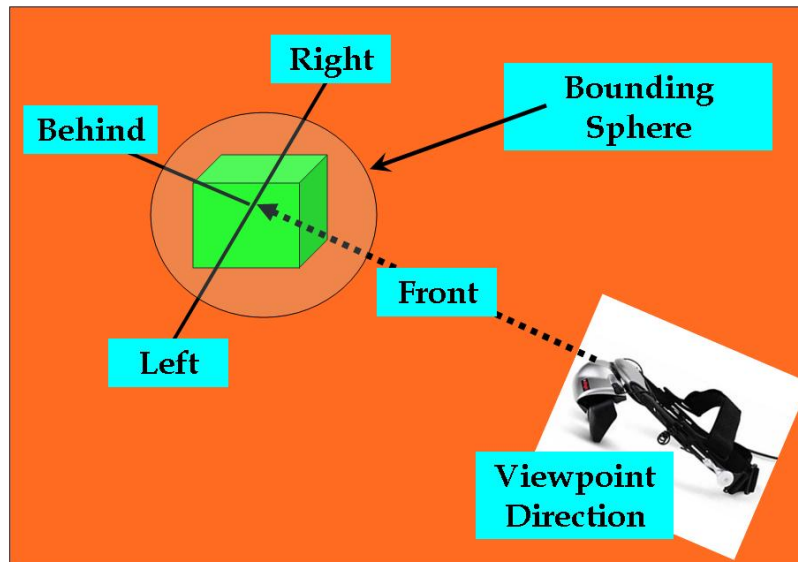 Right
Bounding
Sphere
Behind
Front
Left
Viewpoint
Direction